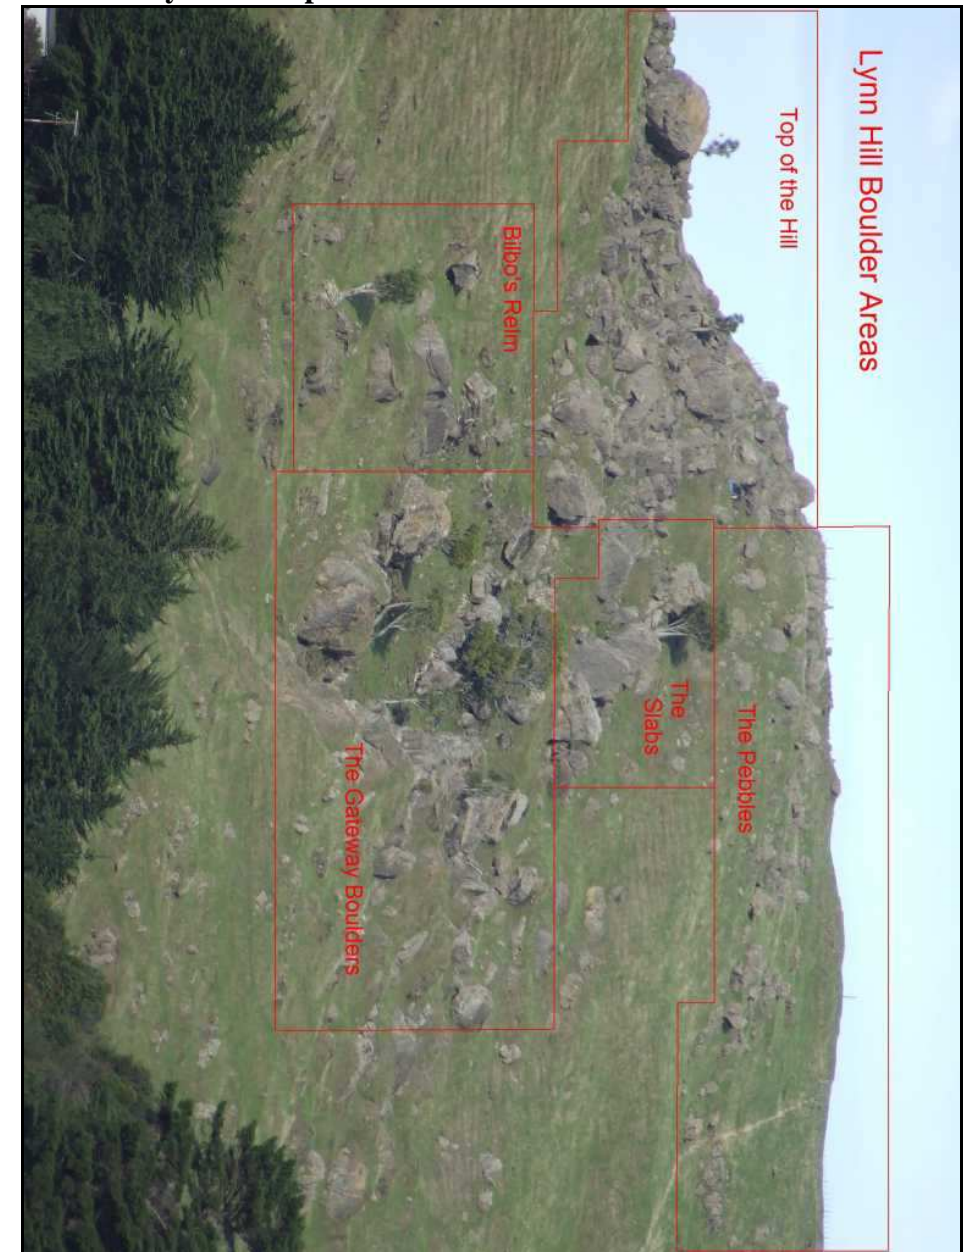 Lynn Hill Boulder Areas
Top of the Hill
Bilbo's Relm
The Pebbles
The
Slabs
The Gateway Boulders